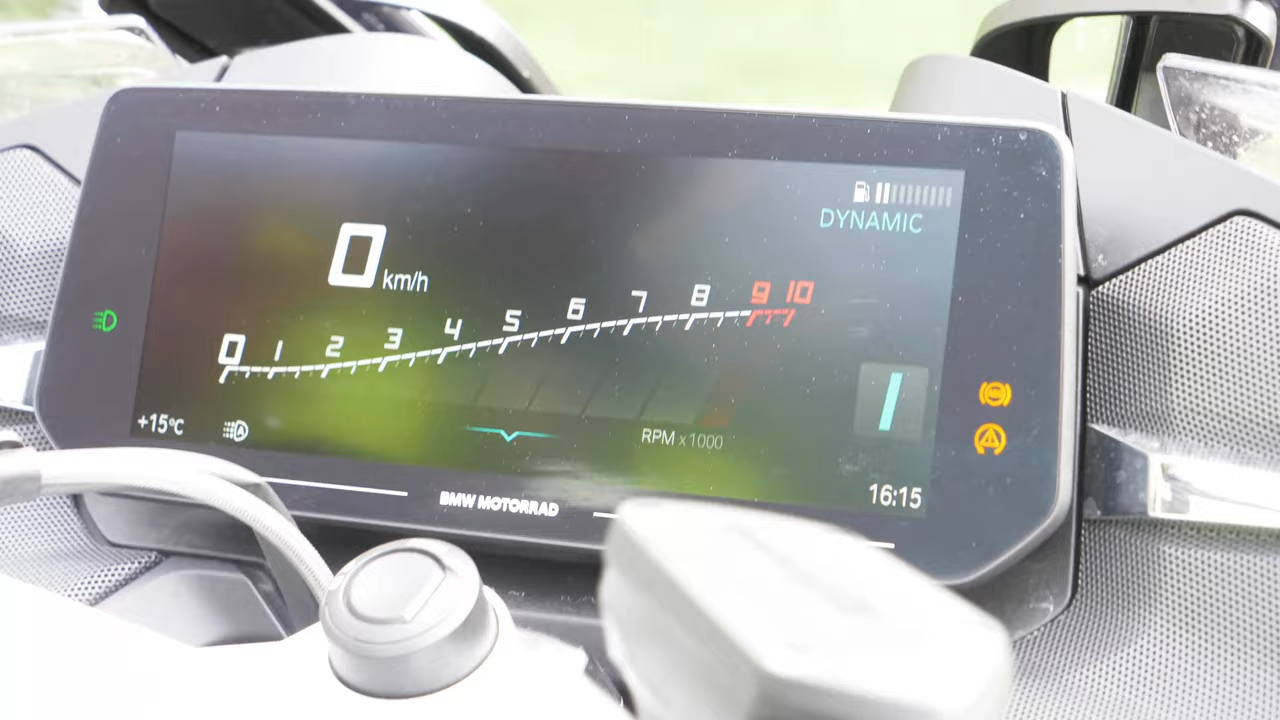 DYNAMIC
0 km/h
0 1 2 3 4 5 6 7 8 9 10
+15°C
RPM x 1000
16:15
BMW MOTORRAD